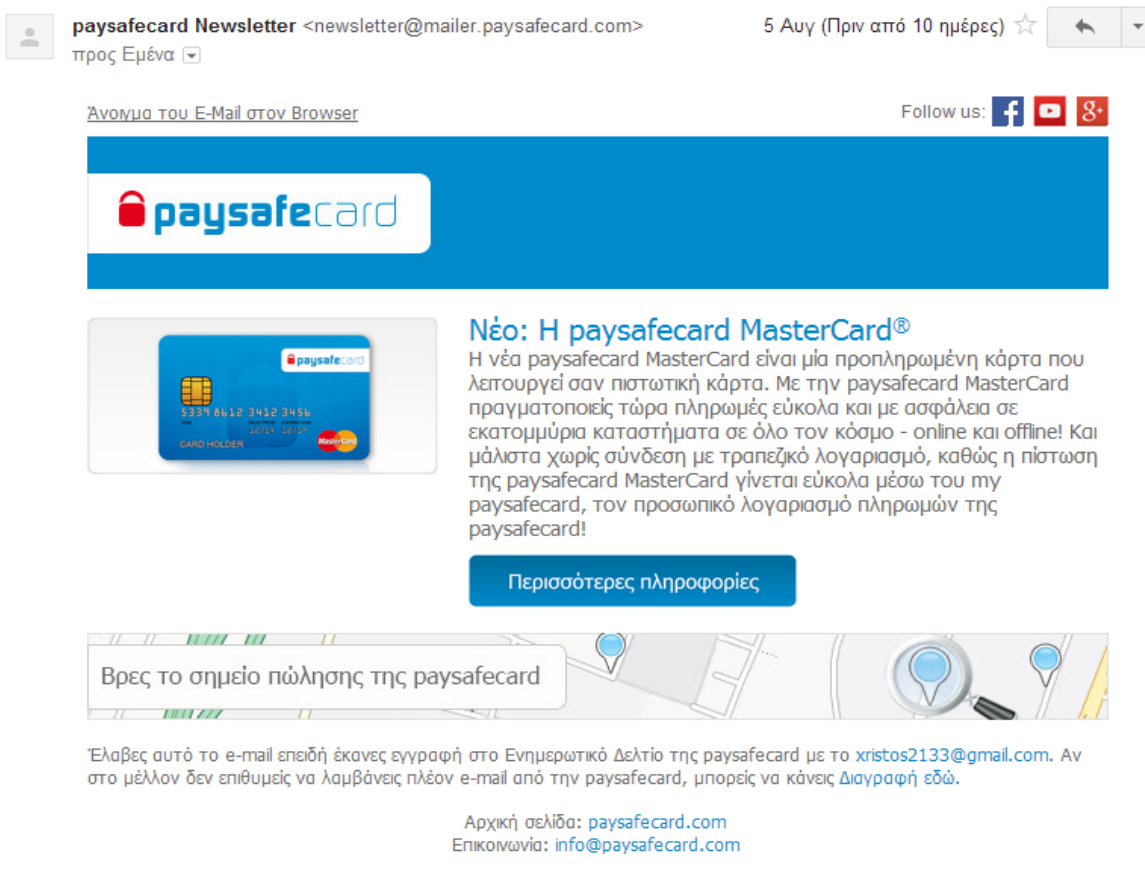 paysafecard Newsletter <newsletter@mailer.paysafecard.com> 5 Αυγ (Πριν από 10 ημέρες)
προς Εμένα
Άνοιγμα του E-Mail στον Browser Follow us:
paysafecard
paysafecard
5339 8612 3412 3456
CARD HOLDER
MasterCard
Νέο: Η paysafecard MasterCard®
Η νέα paysafecard MasterCard είναι μία προπληρωμένη κάρτα που
λειτουργεί σαν πιστωτική κάρτα. Με την paysafecard MasterCard
πραγματοποιείς τώρα πληρωμές εύκολα και με ασφάλεια σε
εκατομμύρια καταστήματα σε όλο τον κόσμο - online και offline! Και
μάλιστα χωρίς σύνδεση με τραπεζικό λογαριασμό, καθώς η πίστωση
της paysafecard MasterCard γίνεται εύκολα μέσω του my
paysafecard, τον προσωπικό λογαριασμό πληρωμών της
paysafecard!
Περισσότερες πληροφορίες
Βρες το σημείο πώλησης της paysafecard
Έλαβες αυτό το e-mail επειδή έκανες εγγραφή στο Ενημερωτικό Δελτίο της paysafecard με το xristos2133@gmail.com. Αν
στο μέλλον δεν επιθυμείς να λαμβάνεις πλέον e-mail από την paysafecard, μπορείς να κάνεις Διαγραφή εδώ.
Αρχική σελίδα: paysafecard.com
Επικοινωνία: info@paysafecard.com